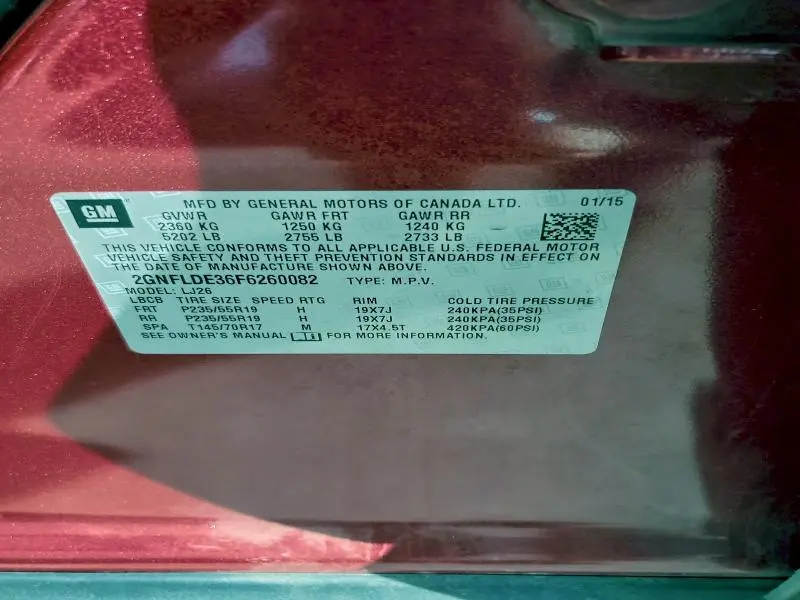 GM MFD BY GENERAL MOTORS OF CANADA LTD. 01/15
GVWR GAWR FRT GAWR RR
2360 KG 1250 KG 1240 KG
5202 LB 2755 LB 2733 LB
THIS VEHICLE CONFORMS TO ALL APPLICABLE U.S. FEDERAL MOTOR
VEHICLE SAFETY AND THEFT PREVENTION STANDARDS IN EFFECT ON
THE DATE OF MANUFACTURE SHOWN ABOVE.
2GNFLDE36F6260082 TYPE: M.P.V.
MODEL: LJ26
LBCB TIRE SIZE SPEED RTG RIM COLD TIRE PRESSURE
FRT P235/55R19 H 19X7J 240KPA(35PSI)
RR P235/55R19 H 19X7J 240KPA(35PSI)
SPA T145/70R17 M 17X4.5T 420KPA(60PSI)
SEE OWNER'S MANUAL FOR MORE INFORMATION.